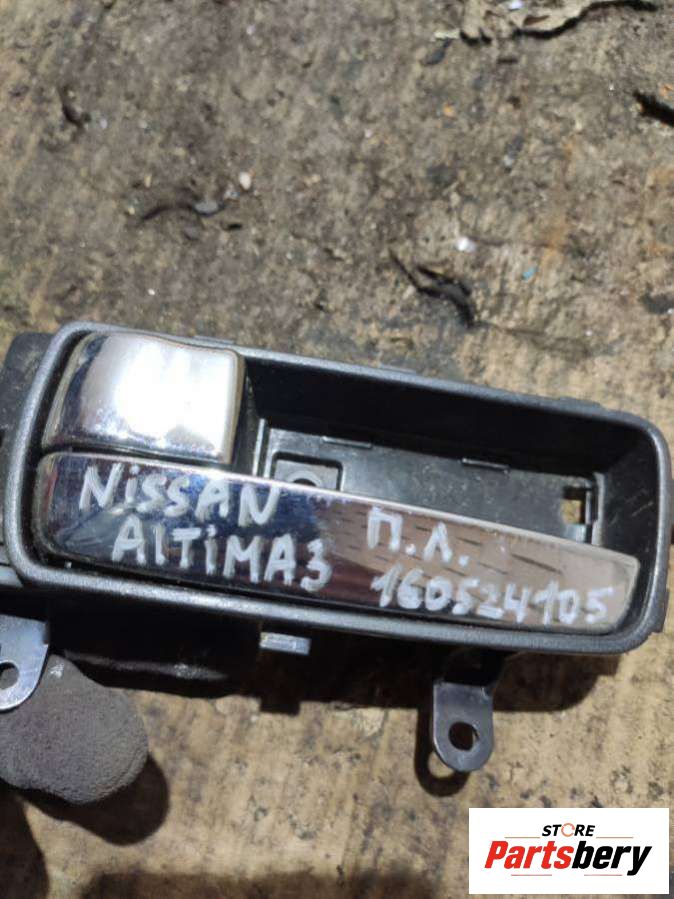 NiSSAN П.Л.
AlTiMA3 160524105
STORE
Partsbery